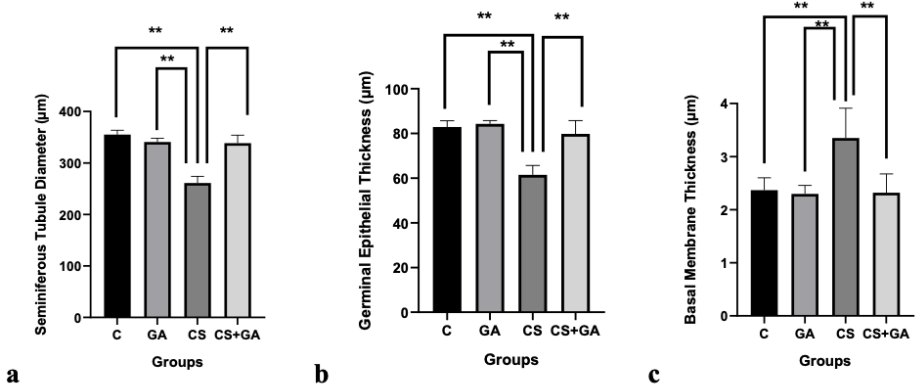 ** ** **
Seminiferous Tubule Diameter (µm)
400
300
200
100
0
C GA CS CS+GA
Groups
a
** ** **
Germinal Epithelial Thickness (µm)
100
80
60
40
20
0
C GA CS CS+GA
Groups
b
** ** **
Basal Membrane Thickness (µm)
4
3
2
1
0
C GA CS CS+GA
Groups
c